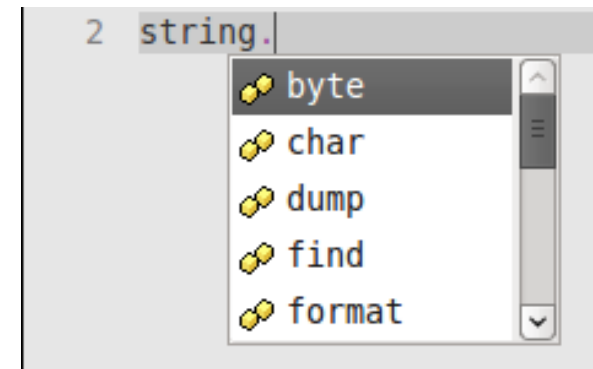 2 string.
byte
char
dump
find
format